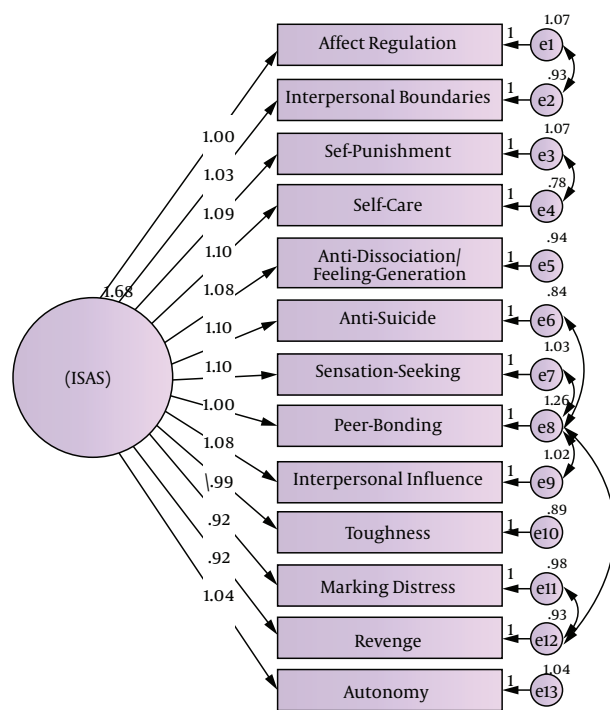 1.07
Affect Regulation
1
e1
.93
Interpersonal Boundaries
1
e2
1.07
Sef-Punishment
1
e3
.78
Self-Care
1
e4
.94
Anti-Dissociation/
Feeling-Generation
1
e5
.84
Anti-Suicide
1
e6
1.03
Sensation-Seeking
1
e7
1.26
Peer-Bonding
1
e8
1.02
Interpersonal Influence
1
e9
.89
Toughness
1
e10
.98
Marking Distress
1
e11
.93
Revenge
1
e12
1.04
Autonomy
1
e13
1.00
1.03
1.09
1.10
1.08
1.10
1.10
1.00
1.08
.99
.92
.92
1.04
1.68
(ISAS)